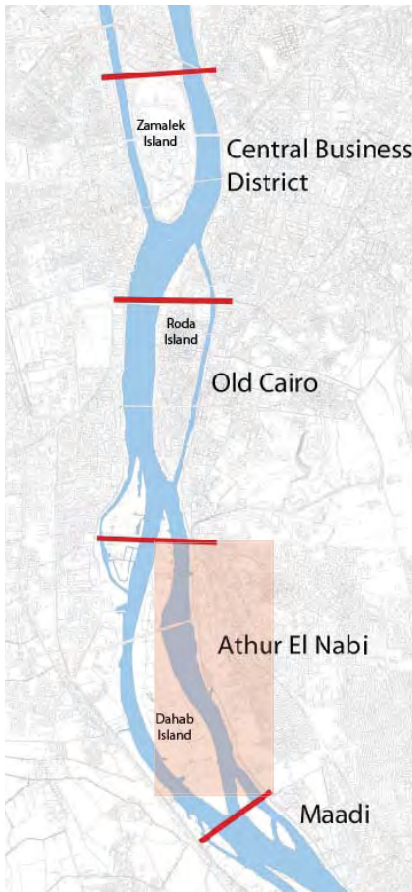 Zamalek
Island
Central Business
District
Roda
Island
Old Cairo
Athur El Nabi
Dahab
Island
Maadi